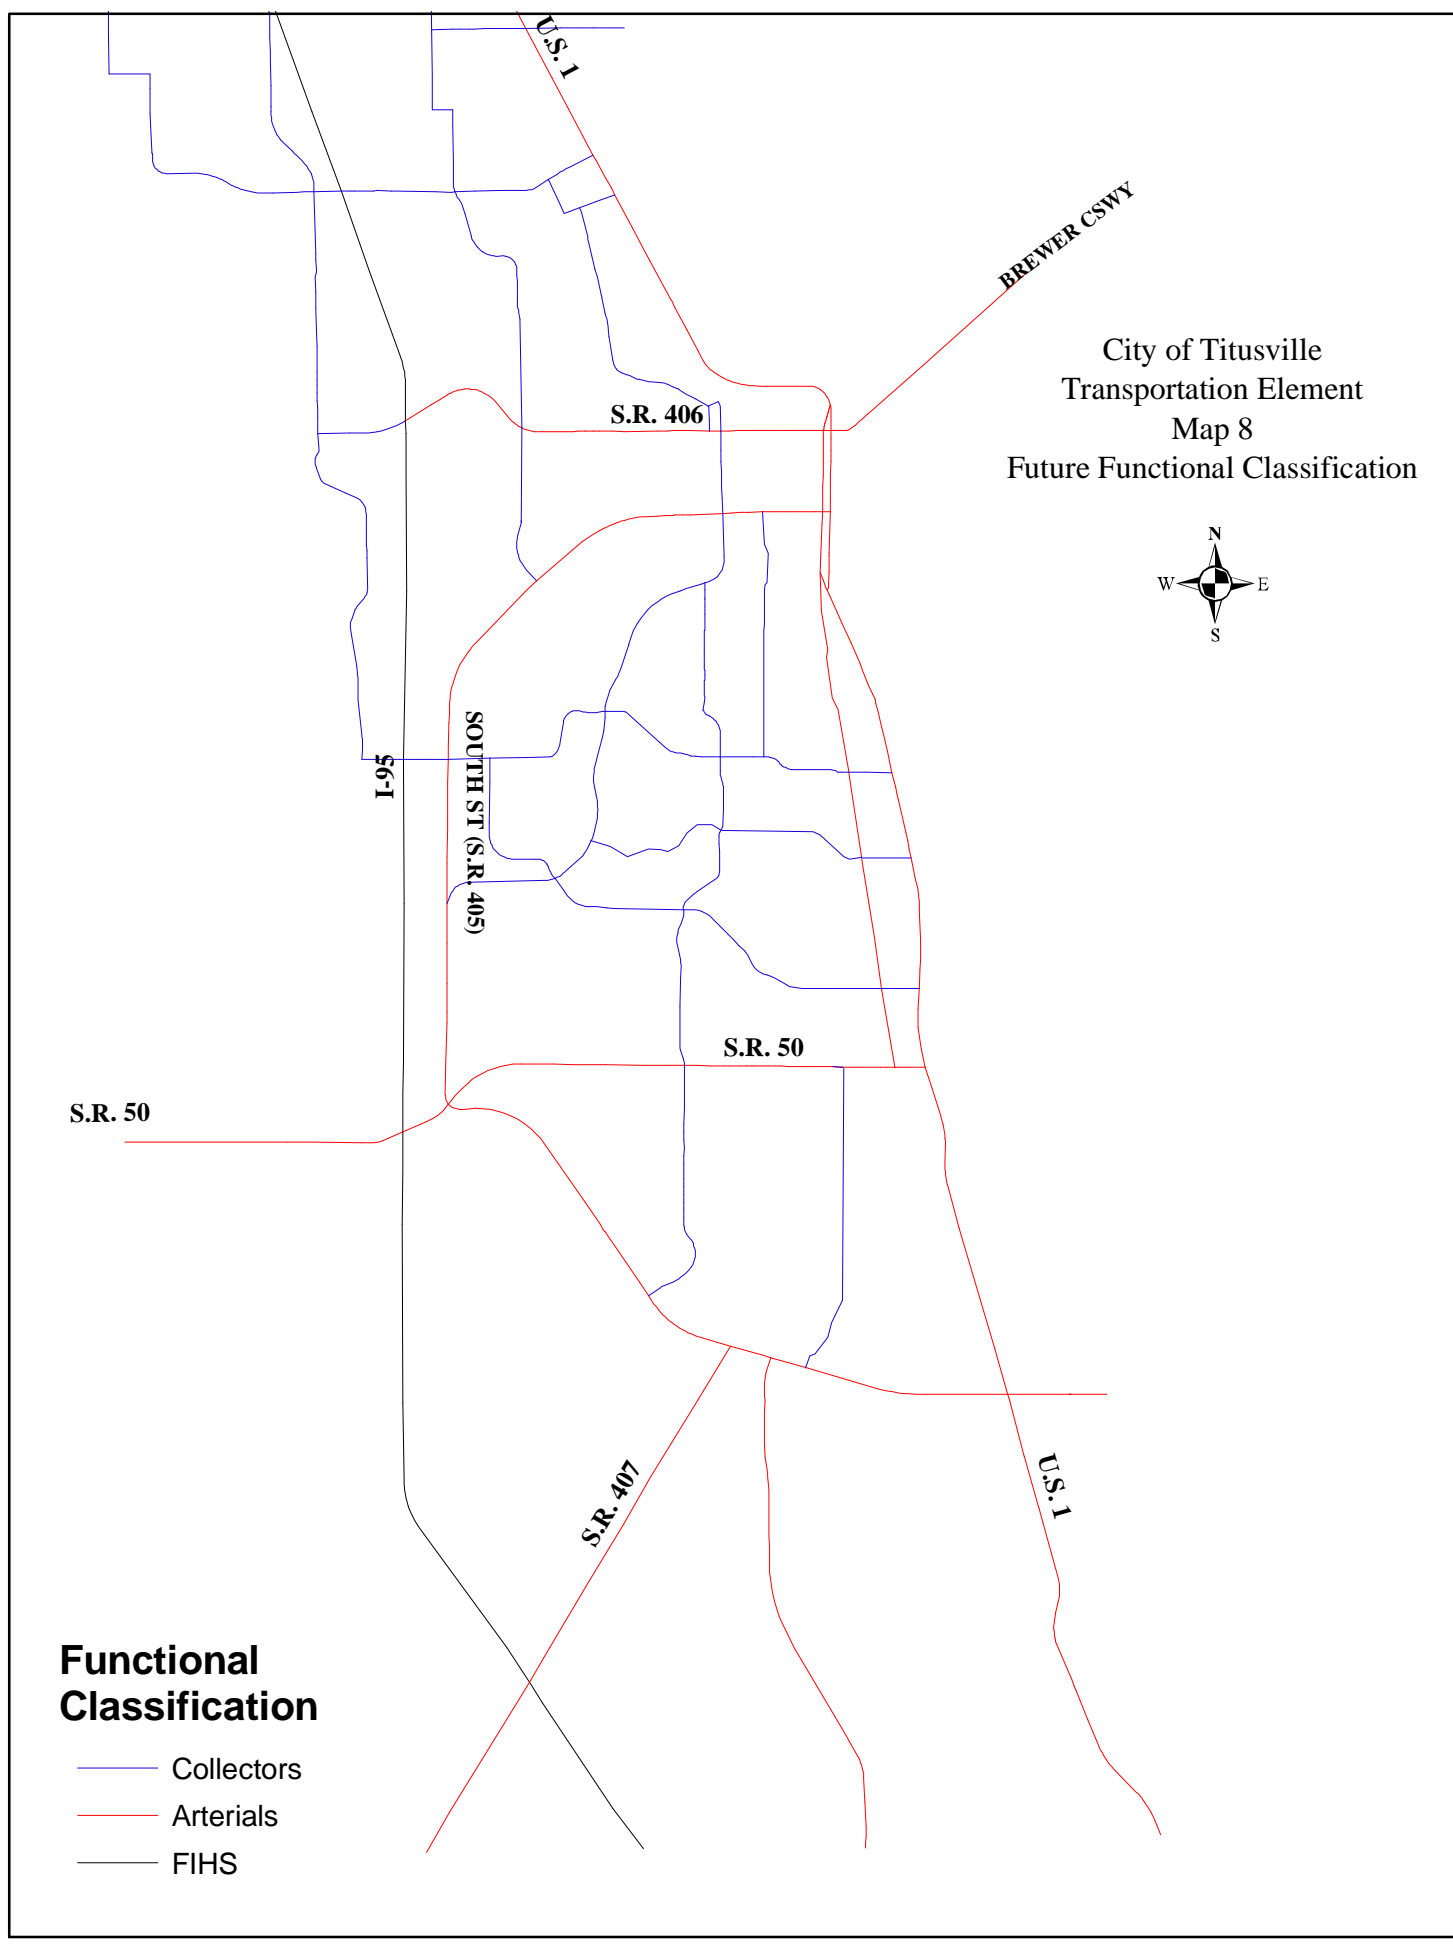 U.S. 1
BREWER CSWY
City of Titusville
Transportation Element
Map 8
Future Functional Classification
S.R. 406
N
W
E
S
SOUTH ST (S.R. 405)
I-95
S.R. 50
S.R. 50
U.S. 1
S.R. 407
Functional
Classification
Collectors
Arterials
FIHS